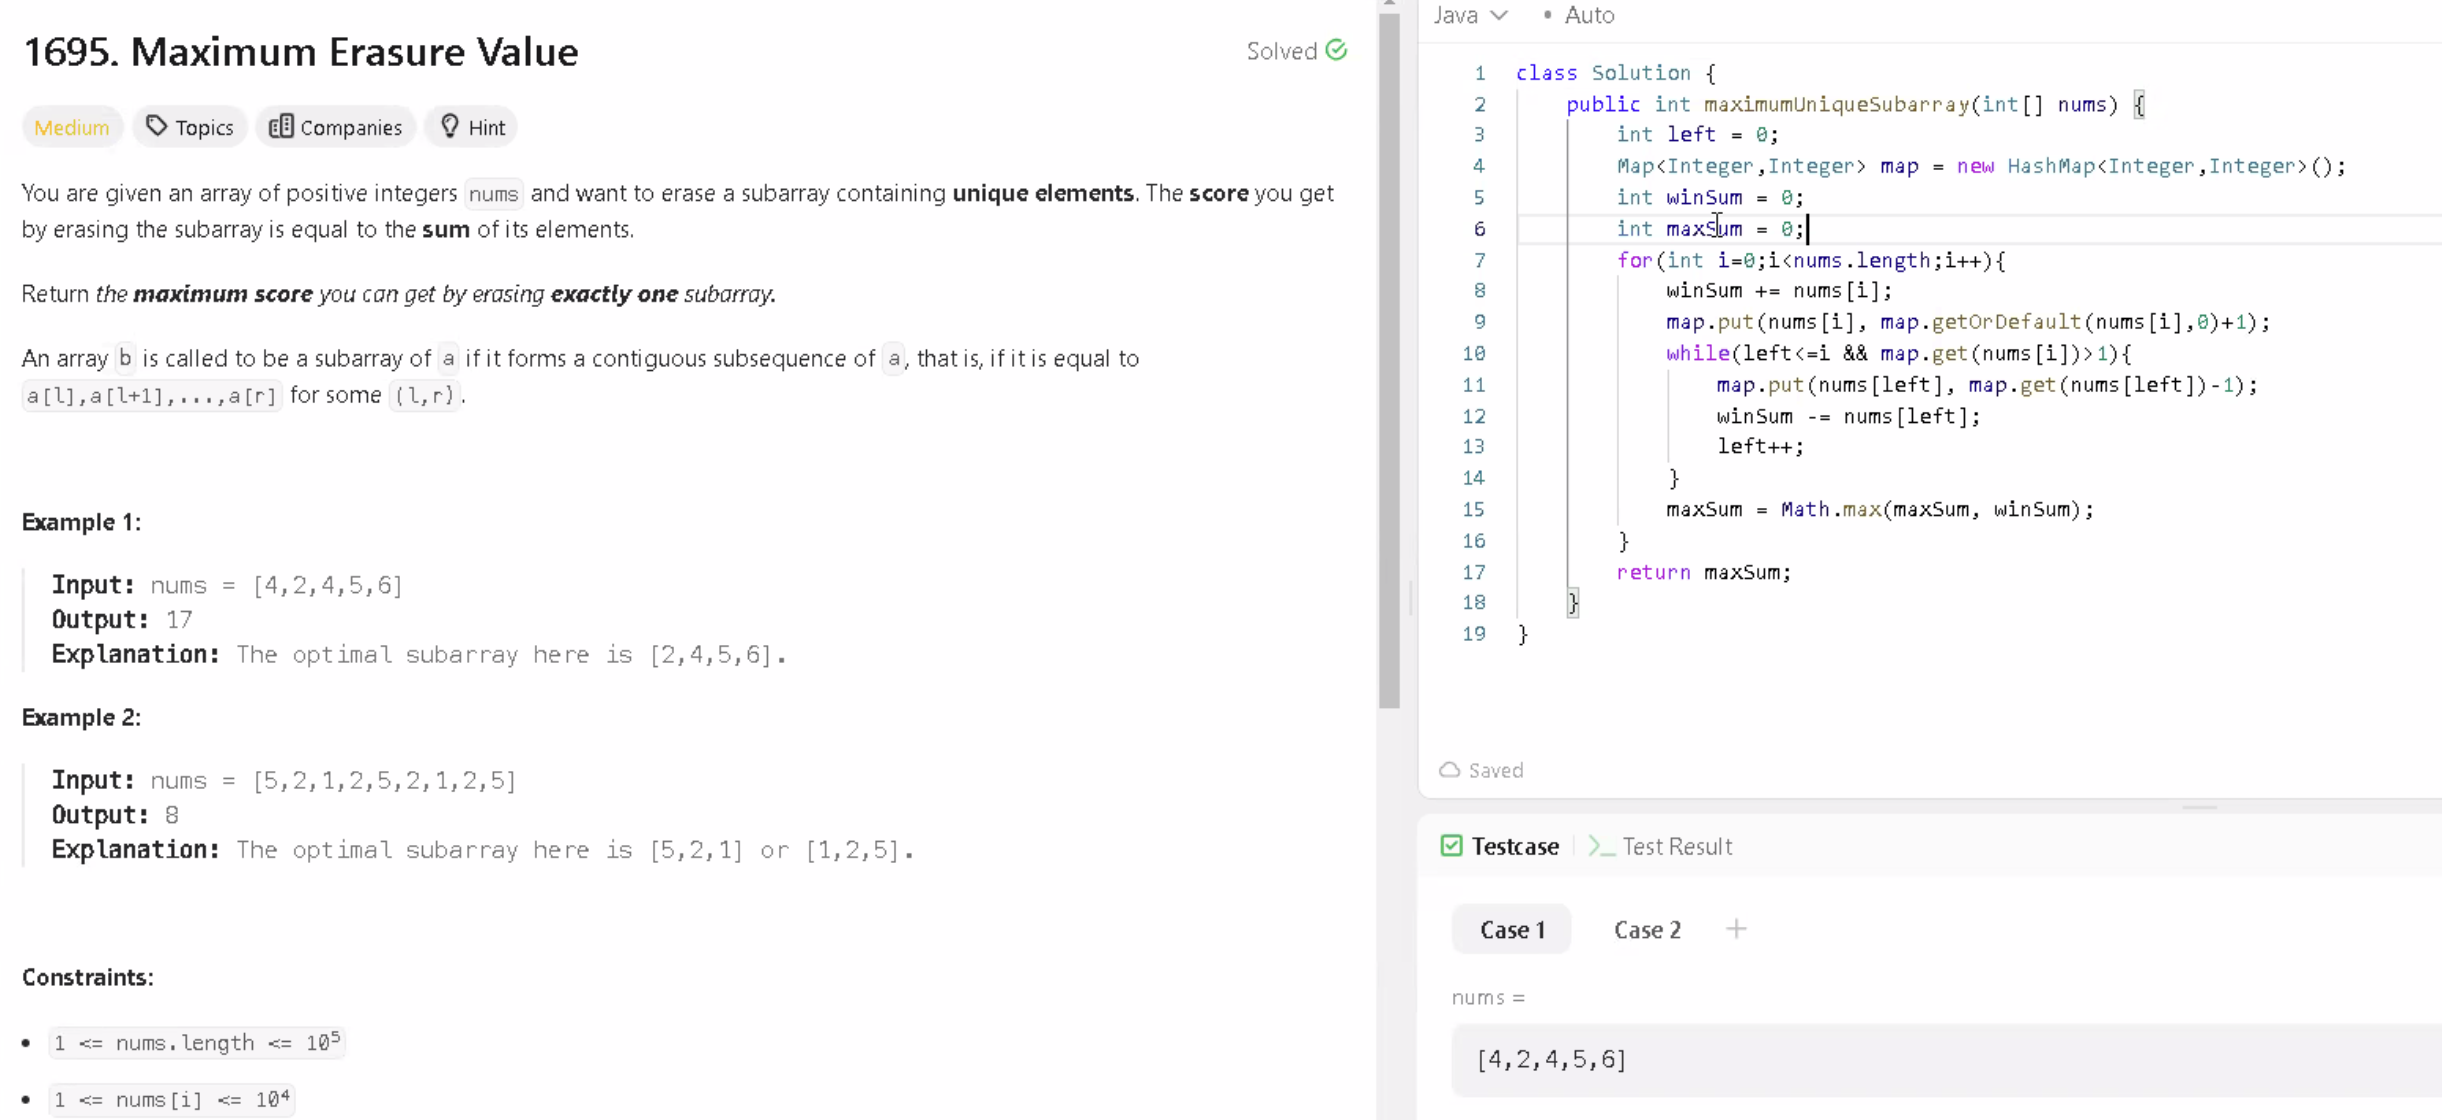 1695. Maximum Erasure Value
Solved
Medium
Topics
Companies
Hint
You are given an array of positive integers nums and want to erase a subarray containing unique elements. The score you get
by erasing the subarray is equal to the sum of its elements.
Return the maximum score you can get by erasing exactly one subarray.
An array b is called to be a subarray of a if it forms a contiguous subsequence of a, that is, if it is equal to
a[l],a[l+1],...,a[r] for some (l,r).
Example 1:
Input: nums = [4,2,4,5,6]
Output: 17
Explanation: The optimal subarray here is [2,4,5,6].
Example 2:
Input: nums = [5,2,1,2,5,2,1,2,5]
Output: 8
Explanation: The optimal subarray here is [5,2,1] or [1,2,5].
Constraints:
• 1 <= nums.length <= 10⁵
• 1 <= nums[i] <= 10⁴
Java • Auto
1 class Solution {
2 public int maximumUniqueSubarray(int[] nums) {
3 int left = 0;
4 Map<Integer,Integer> map = new HashMap<Integer,Integer>();
5 int winSum = 0;
6 int maxSum = 0;
7 for(int i=0;i<nums.length;i++){
8 winSum += nums[i];
9 map.put(nums[i], map.getOrDefault(nums[i],0)+1);
10 while(left<=i && map.get(nums[i])>1){
11 map.put(nums[left], map.get(nums[left])-1);
12 winSum -= nums[left];
13 left++;
14 }
15 maxSum = Math.max(maxSum, winSum);
16 }
17 return maxSum;
18 }
19 }
Saved
Testcase
>_ Test Result
Case 1
Case 2
+
nums =
[4,2,4,5,6]